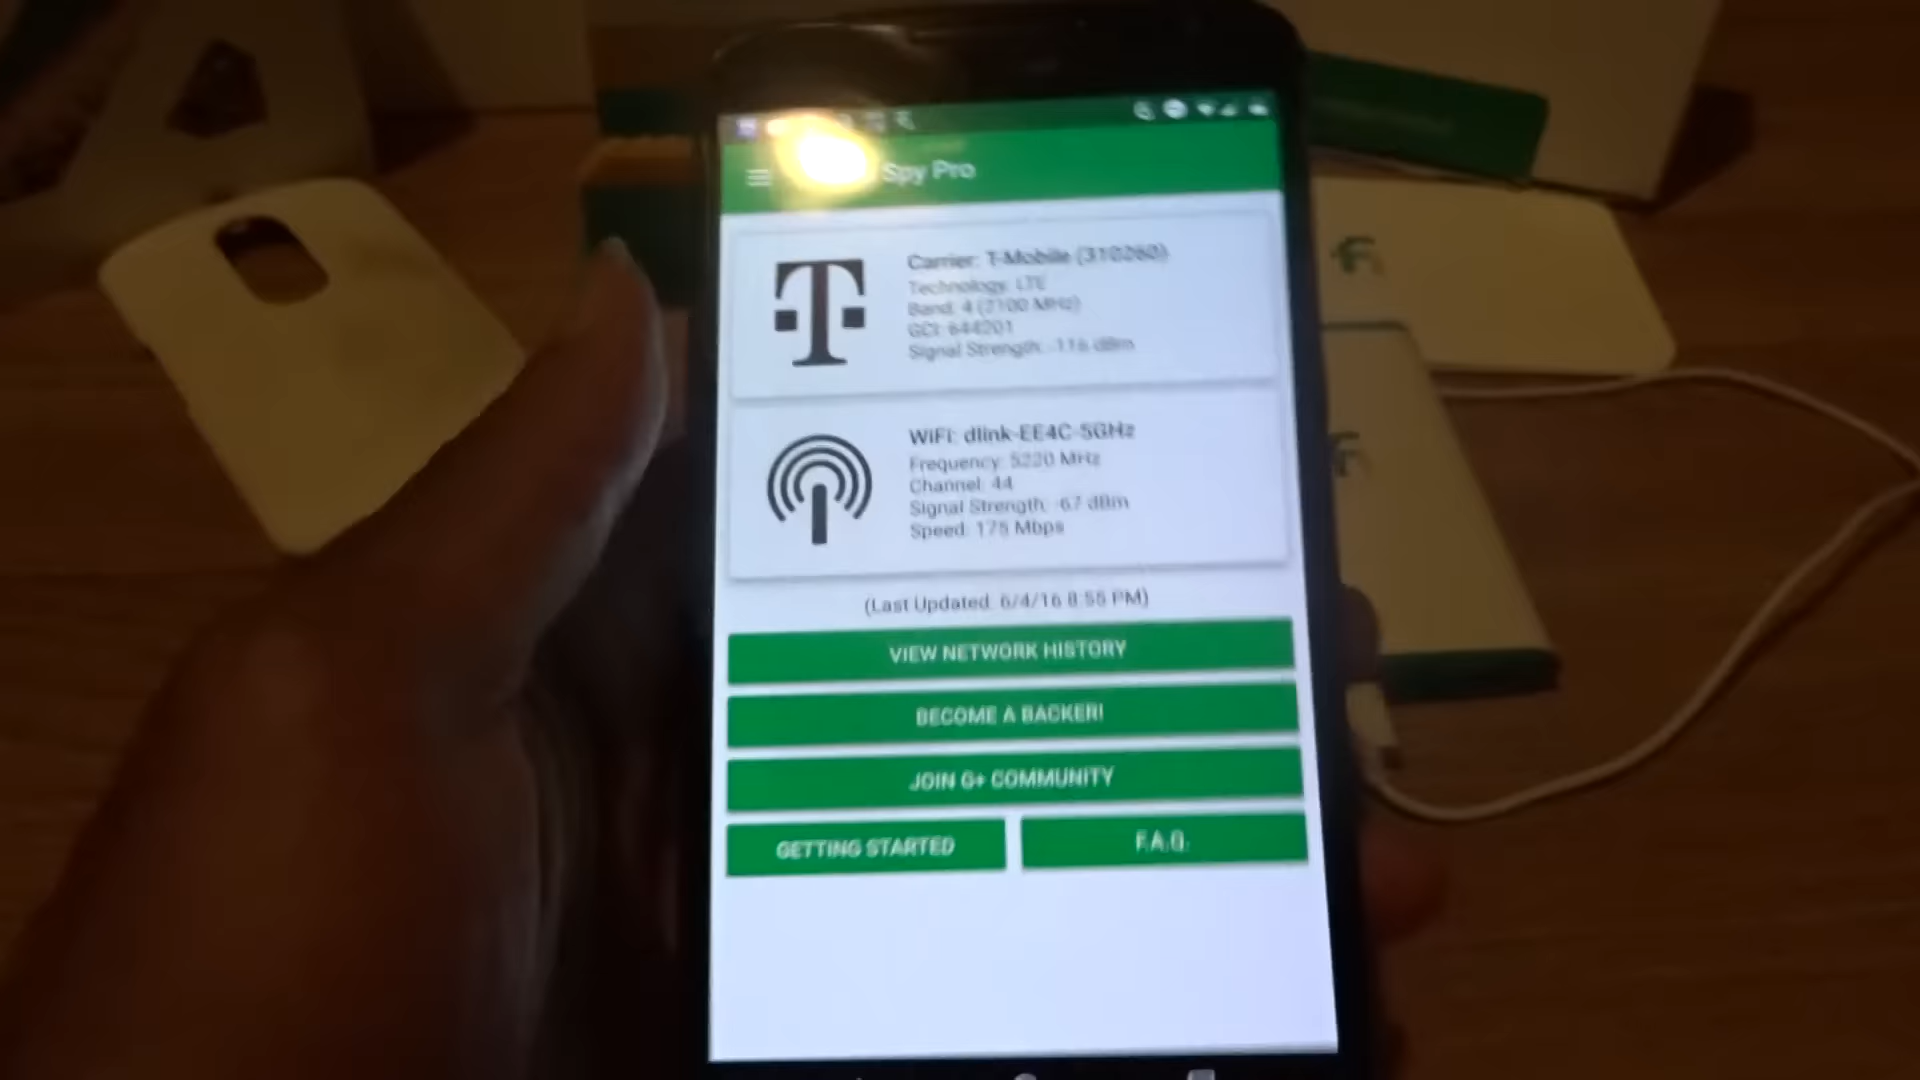 Spy Pro
Carrier: T-Mobile (310260)
Technology: LTE
Band: 4 (2100 MHz)
GCI: 644201
Signal Strength: -116 dBm
WiFi: dlink-EE4C-5GHz
Frequency: 5220 MHz
Channel: 44
Signal Strength: -67 dBm
Speed: 175 Mbps
(Last Updated: 6/4/16 8:55 PM)
VIEW NETWORK HISTORY
BECOME A BACKER!
JOIN G+ COMMUNITY
GETTING STARTED
F.A.Q.